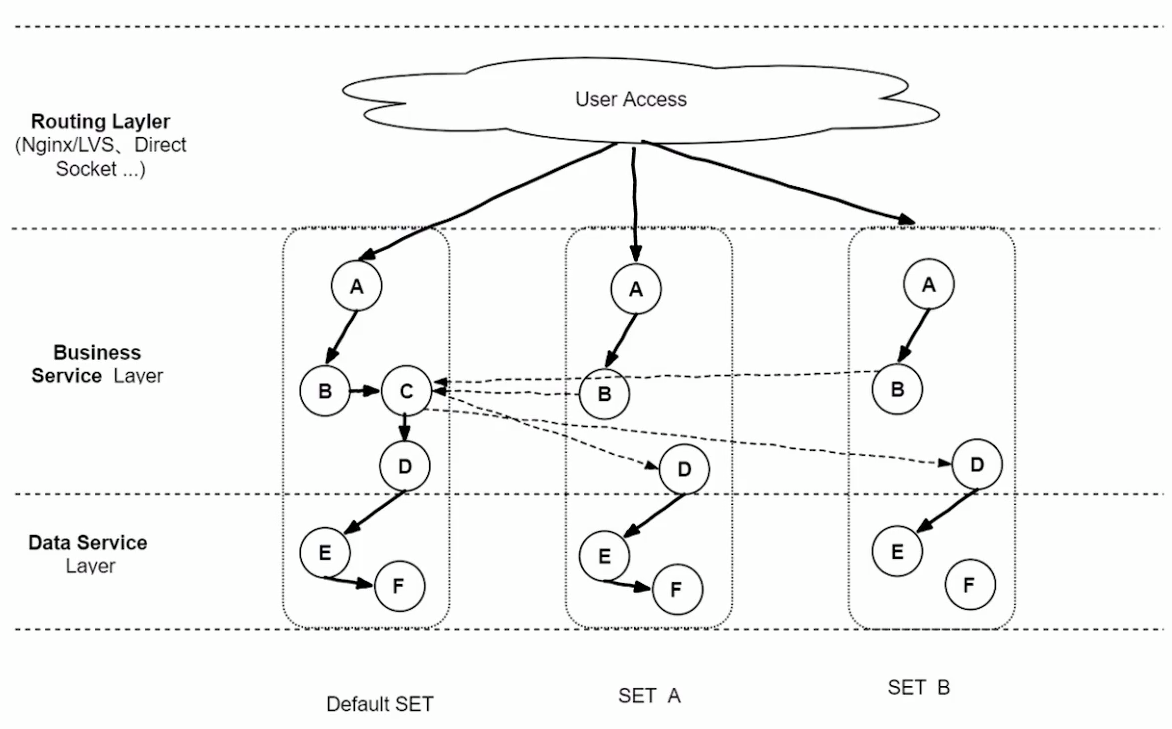 User Access
Routing Layler
(Nginx/LVS、Direct
Socket ...)
A
A
A
Business
Service Layer
B
C
B
B
D
D
D
Data Service
Layer
E
F
E
F
E
F
Default SET
SET A
SET B